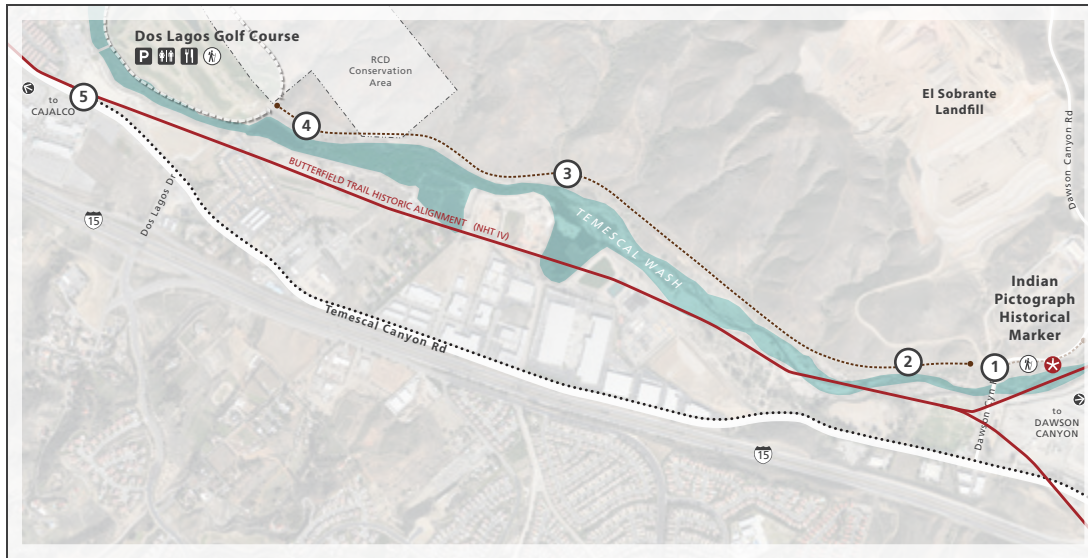 Dos Lagos Golf Course
P
RCD
Conservation
Area
El Sobrante
Landfill
Dawson Canyon Rd
5
to
CAJALCO
4
3
BUTTERFIELD TRAIL HISTORIC ALIGNMENT (NHT IV)
TEMESCAL WASH
Dos Lagos Dr
15
Indian
Pictograph
Historical
Marker
Temescal Canyon Rd
2
1
Dawson Cyn
to
DAWSON
CANYON
15